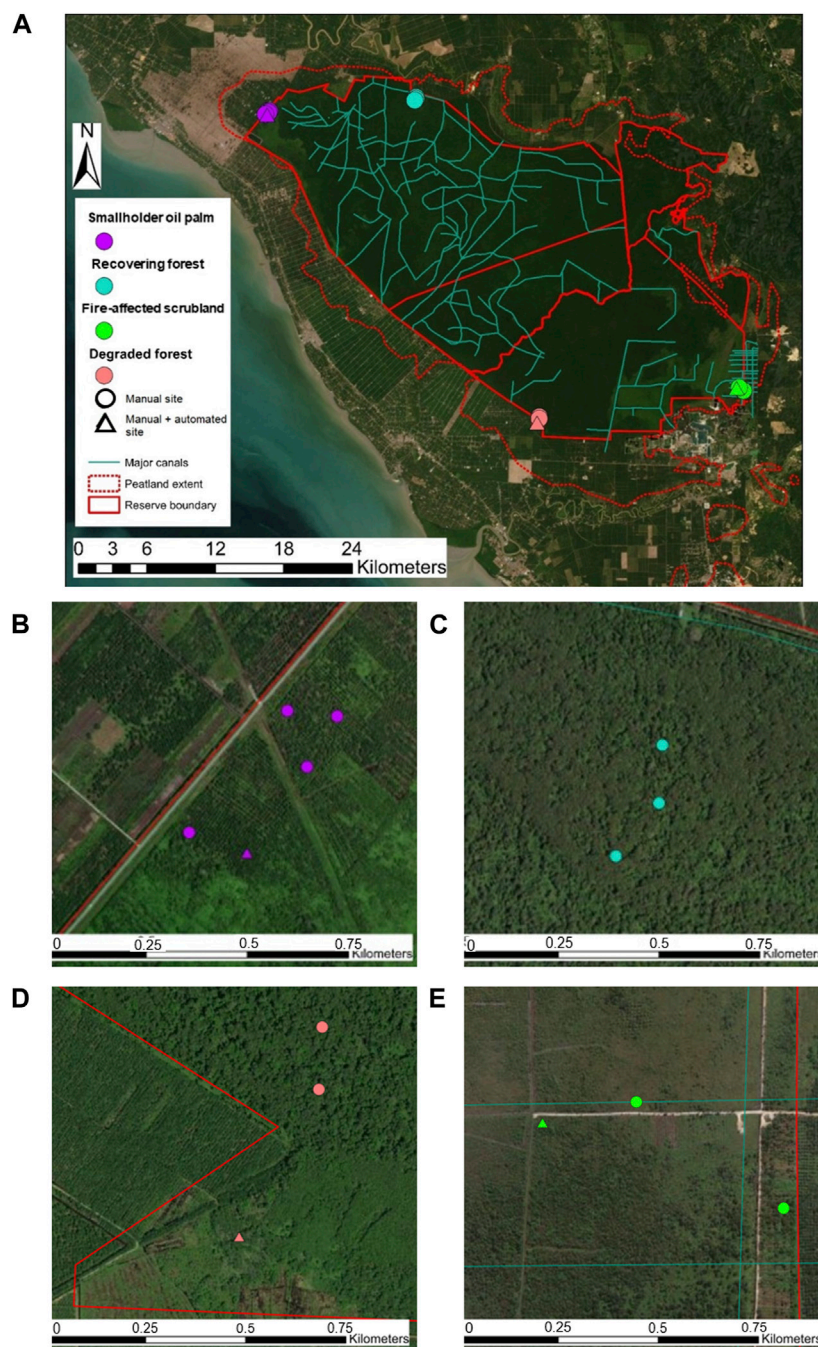 A
N
Smallholder oil palm
Recovering forest
Fire-affected scrubland
Degraded forest
Manual site
Manual + automated
site
Major canals
Peatland extent
Reserve boundary
0 3 6 12 18 24
Kilometers
B
0 0.25 0.5 0.75
Kilometers
C
0 0.25 0.5 0.75
Kilometers
D
0 0.25 0.5 0.75
Kilometers
E
0 0.25 0.5 0.75
Kilometers